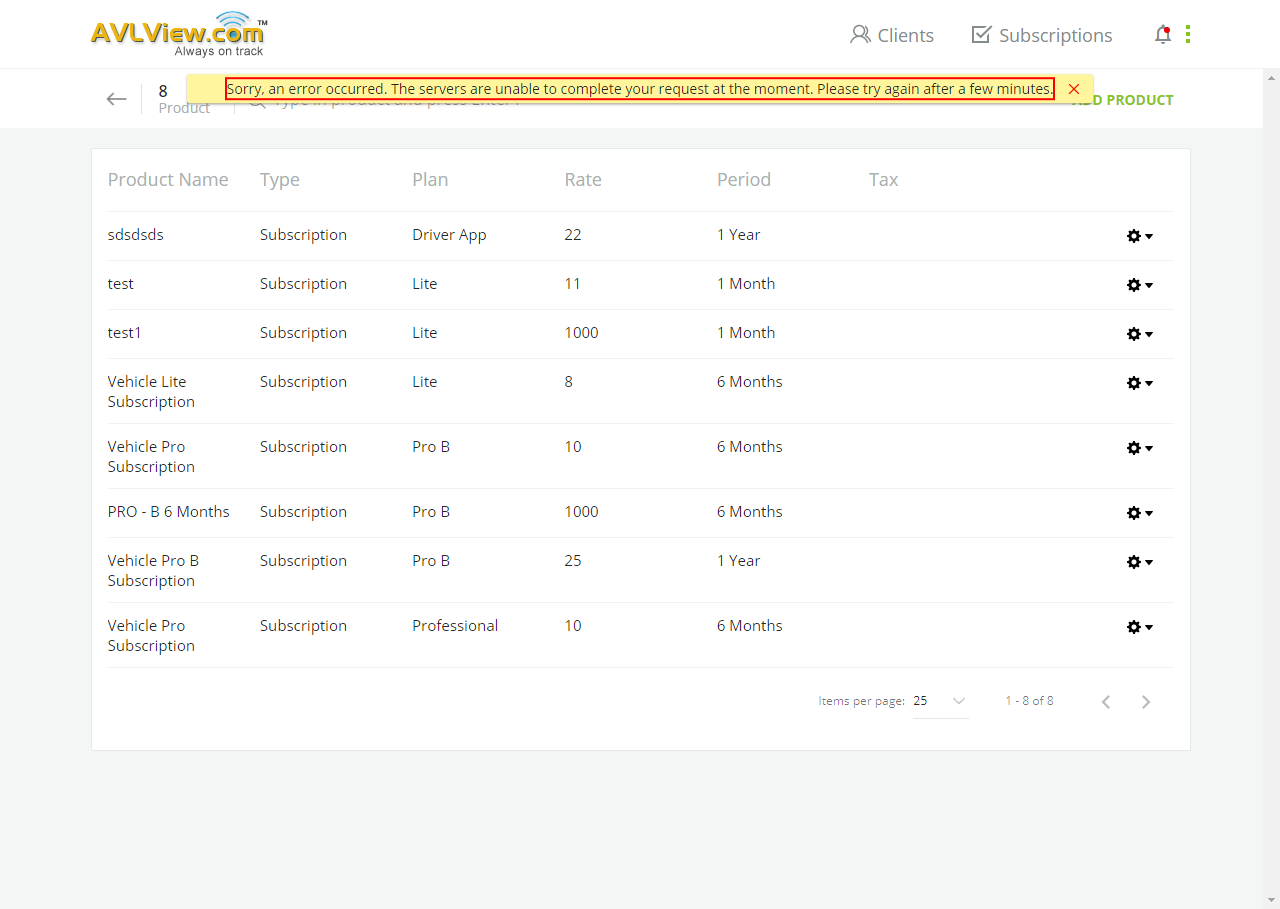 AVLView.com™
Always on track
Clients
Subscriptions
Sorry, an error occurred. The servers are unable to complete your request at the moment. Please try again after a few minutes.
8
Product
PRODUCT
Product Name Type Plan Rate Period Tax
sdsdsds Subscription Driver App 22 1 Year
test Subscription Lite 11 1 Month
test1 Subscription Lite 1000 1 Month
Vehicle Lite Subscription Lite 8 6 Months
Subscription
Vehicle Pro Subscription Pro B 10 6 Months
Subscription
PRO - B 6 Months Subscription Pro B 1000 6 Months
Vehicle Pro B Subscription Pro B 25 1 Year
Subscription
Vehicle Pro Subscription Professional 10 6 Months
Subscription
Items per page: 25 1 - 8 of 8